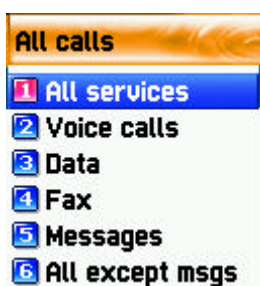 All calls
1 All services
2 Voice calls
3 Data
4 Fax
5 Messages
6 All except msgs